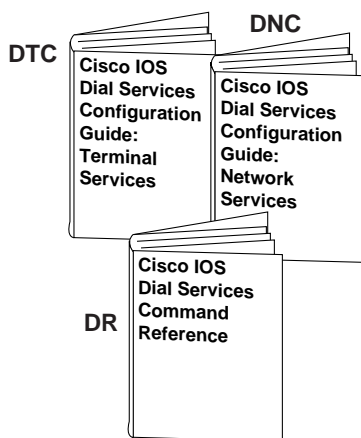 DTC
Cisco IOS
Dial Services
Configuration
Guide:
Terminal
Services
DNC
Cisco IOS
Dial Services
Configuration
Guide:
Network
Services
DR
Cisco IOS
Dial Services
Command
Reference